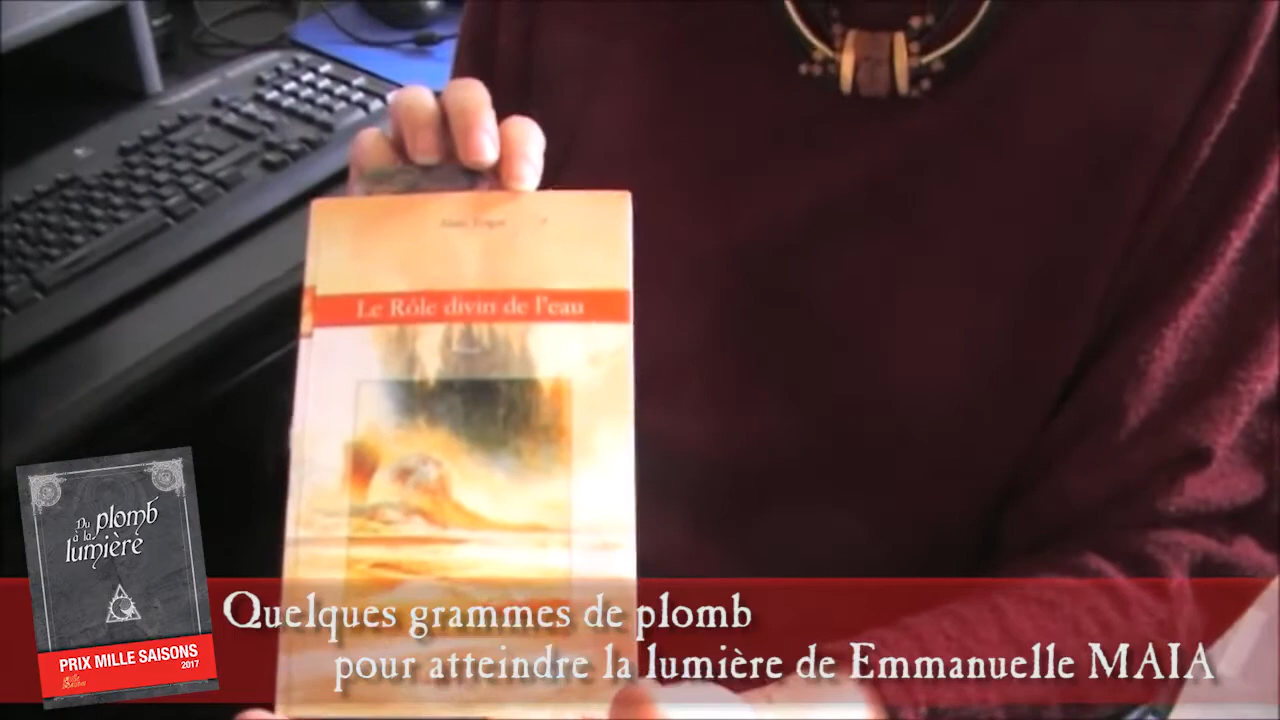 Le Rôle divin de l'eau
Du plomb
à la
lumière
PRIX MILLE SAISONS
2017
Quelques grammes de plomb
pour atteindre la lumière de Emmanuelle MAIA